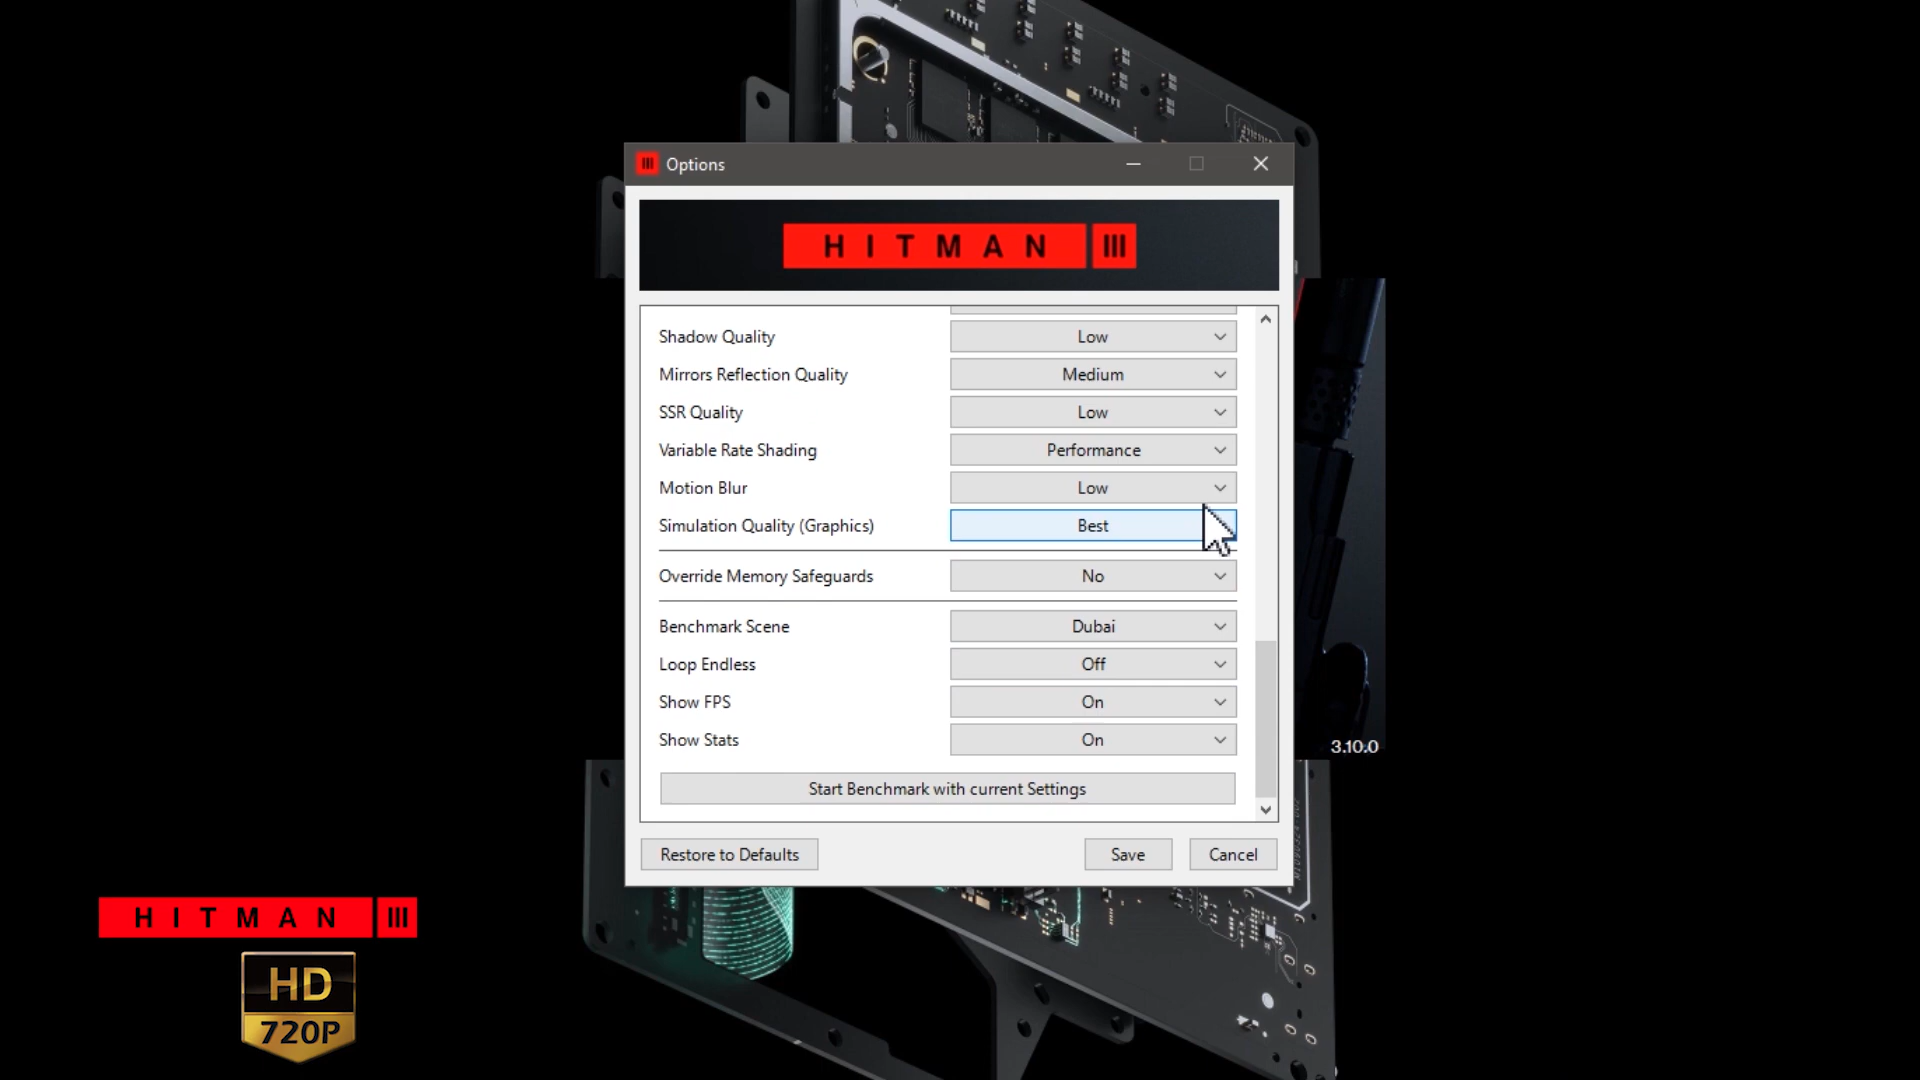 Options
HITMAN III
Shadow Quality Low
Mirrors Reflection Quality Medium
SSR Quality Low
Variable Rate Shading Performance
Motion Blur Low
Simulation Quality (Graphics) Best
Override Memory Safeguards No
Benchmark Scene Dubai
Loop Endless Off
Show FPS On
Show Stats On
3.10.0
Start Benchmark with current Settings
Restore to Defaults Save Cancel
HITMAN III
HD
720P